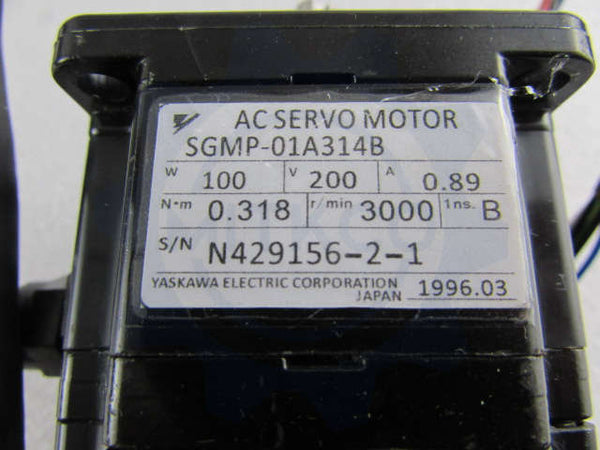 AC SERVO MOTOR
SGMP-01A314B
W 100 V 200 A 0.89
N·m 0.318 r/min 3000 Ins. B
S/N N429156-2-1
YASKAWA ELECTRIC CORPORATION
JAPAN 1996.03